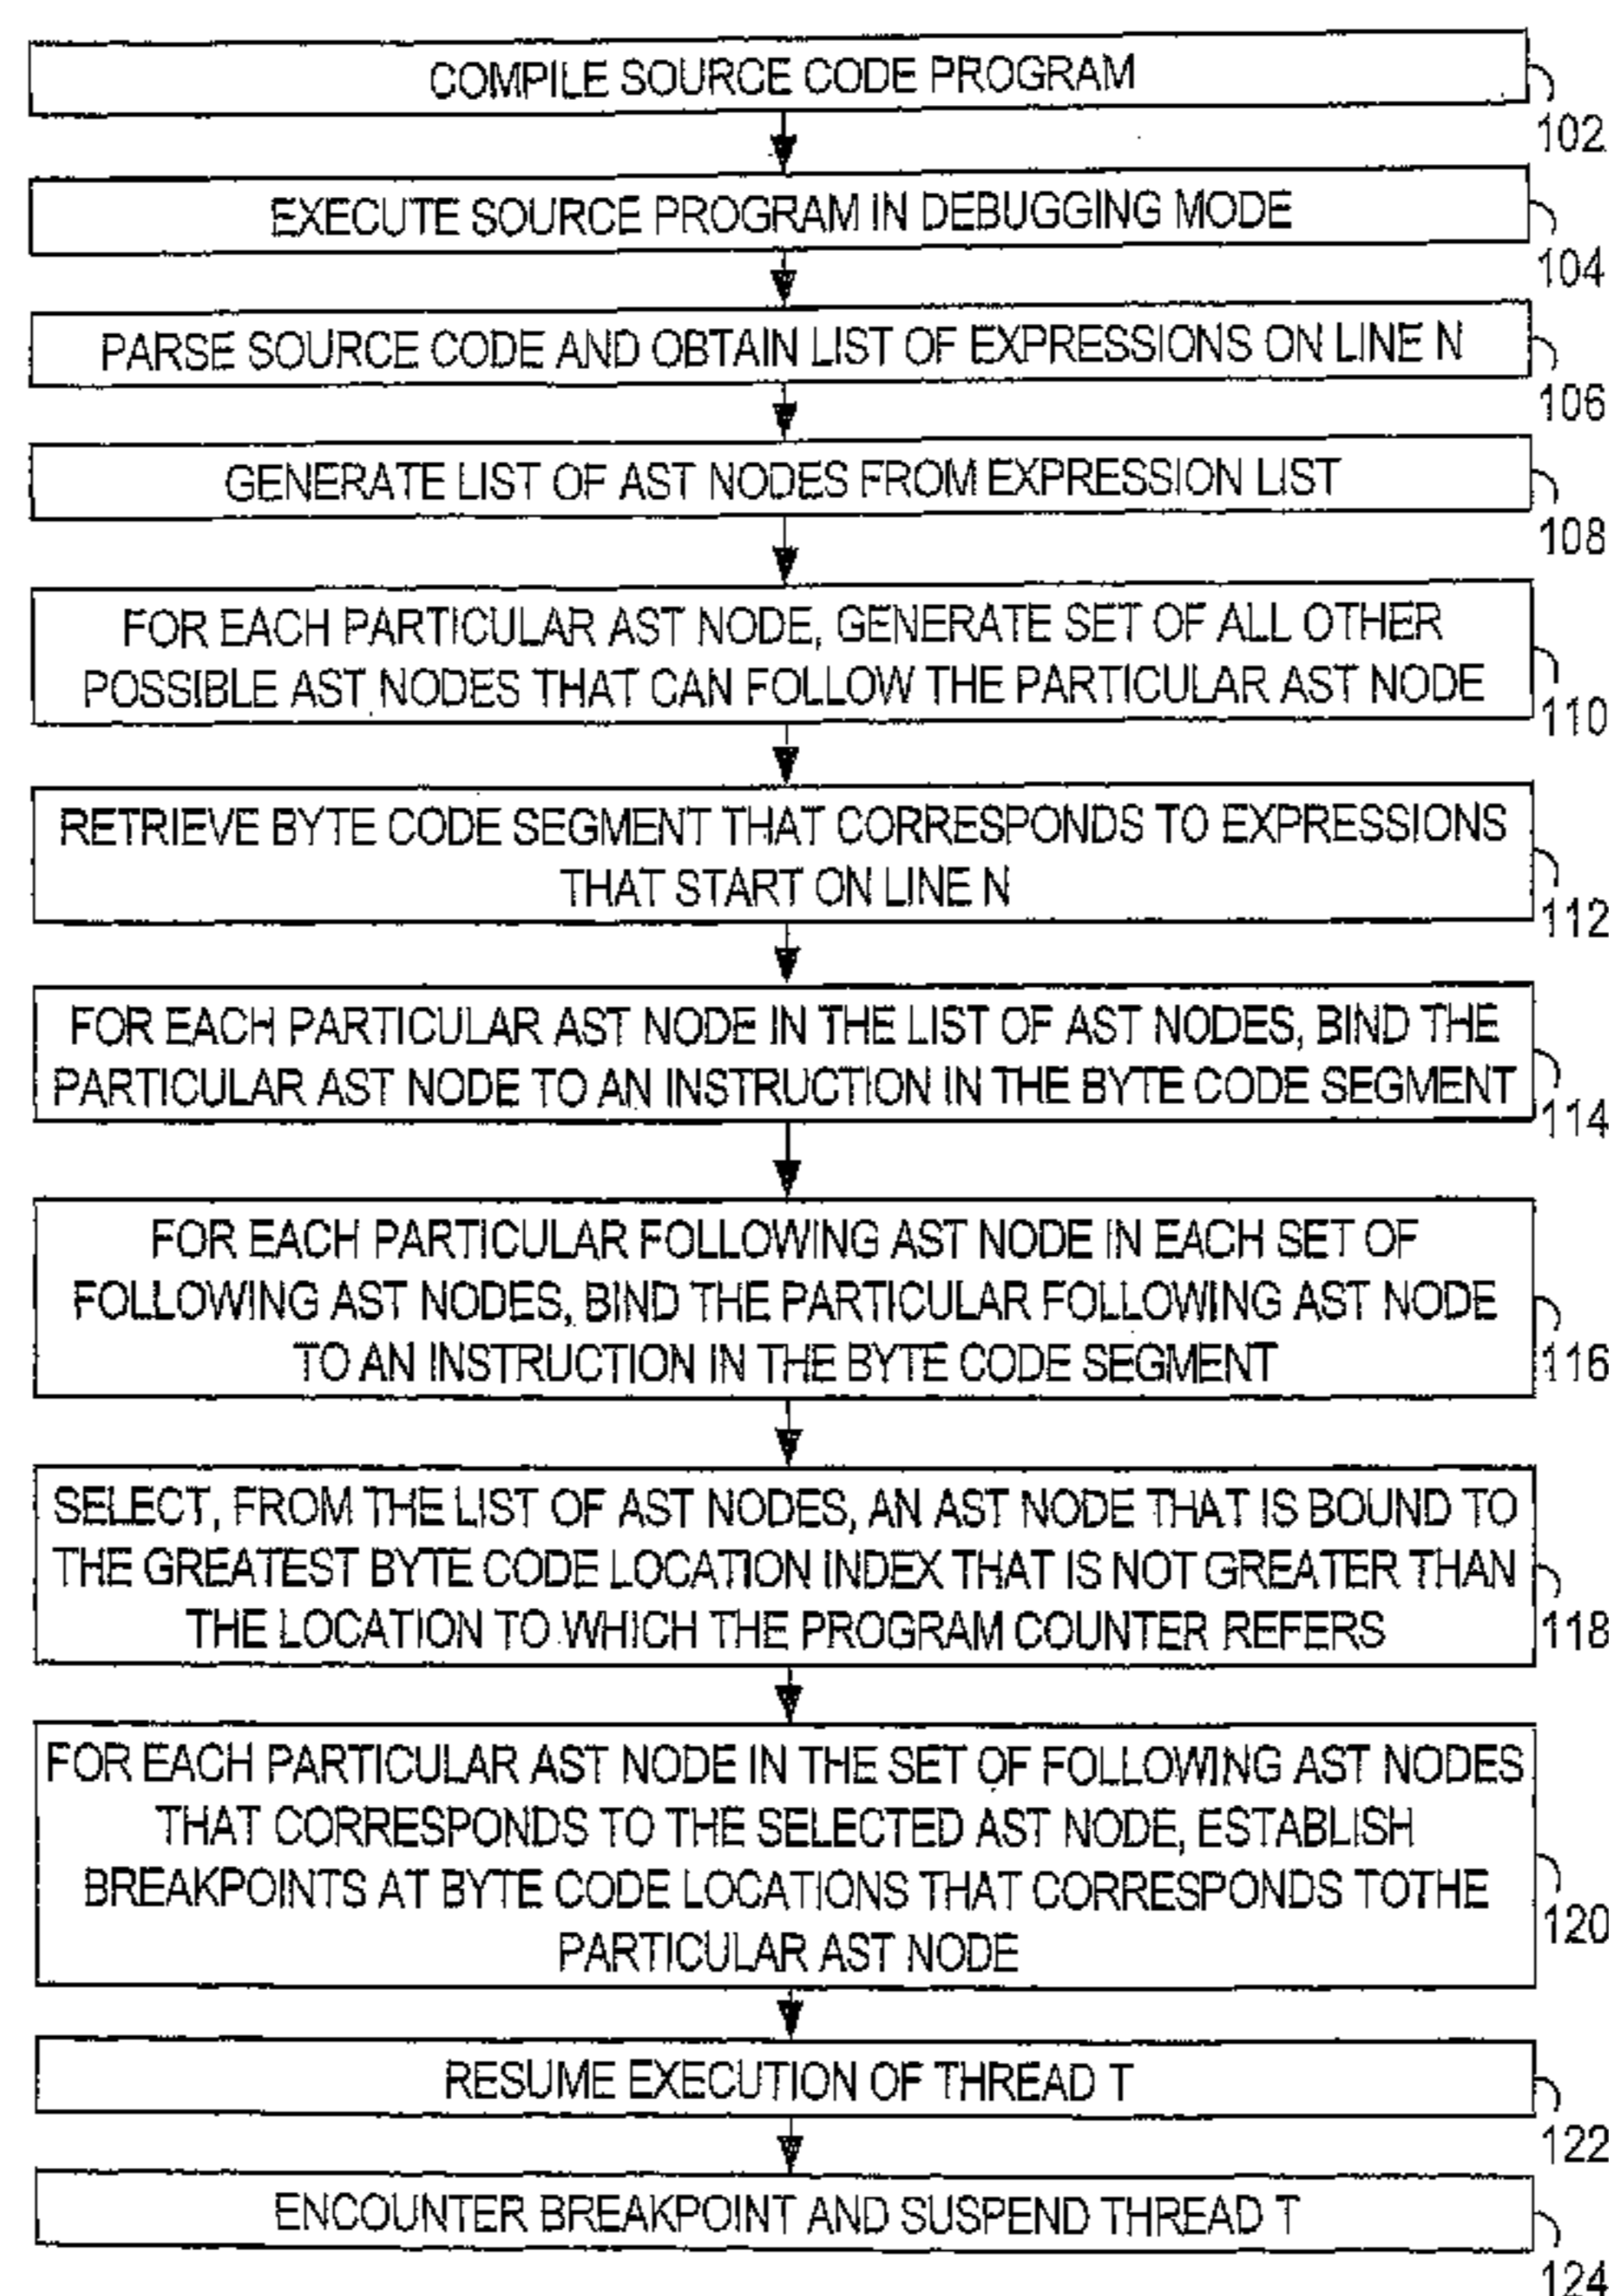 COMPILE SOURCE CODE PROGRAM
102
EXECUTE SOURCE PROGRAM IN DEBUGGING MODE
104
PARSE SOURCE CODE AND OBTAIN LIST OF EXPRESSIONS ON LINE N
106
GENERATE LIST OF AST NODES FROM EXPRESSION LIST
108
FOR EACH PARTICULAR AST NODE, GENERATE SET OF ALL OTHER
POSSIBLE AST NODES THAT CAN FOLLOW THE PARTICULAR AST NODE
110
RETRIEVE BYTE CODE SEGMENT THAT CORRESPONDS TO EXPRESSIONS
THAT START ON LINE N
112
FOR EACH PARTICULAR AST NODE IN THE LIST OF AST NODES, BIND THE
PARTICULAR AST NODE TO AN INSTRUCTION IN THE BYTE CODE SEGMENT
114
FOR EACH PARTICULAR FOLLOWING AST NODE IN EACH SET OF
FOLLOWING AST NODES, BIND THE PARTICULAR FOLLOWING AST NODE
TO AN INSTRUCTION IN THE BYTE CODE SEGMENT
116
SELECT, FROM THE LIST OF AST NODES, AN AST NODE THAT IS BOUND TO
THE GREATEST BYTE CODE LOCATION INDEX THAT IS NOT GREATER THAN
THE LOCATION TO WHICH THE PROGRAM COUNTER REFERS
118
FOR EACH PARTICULAR AST NODE IN THE SET OF FOLLOWING AST NODES
THAT CORRESPONDS TO THE SELECTED AST NODE, ESTABLISH
BREAKPOINTS AT BYTE CODE LOCATIONS THAT CORRESPONDS TOTHE
PARTICULAR AST NODE
120
RESUME EXECUTION OF THREAD T
122
ENCOUNTER BREAKPOINT AND SUSPEND THREAD T
124